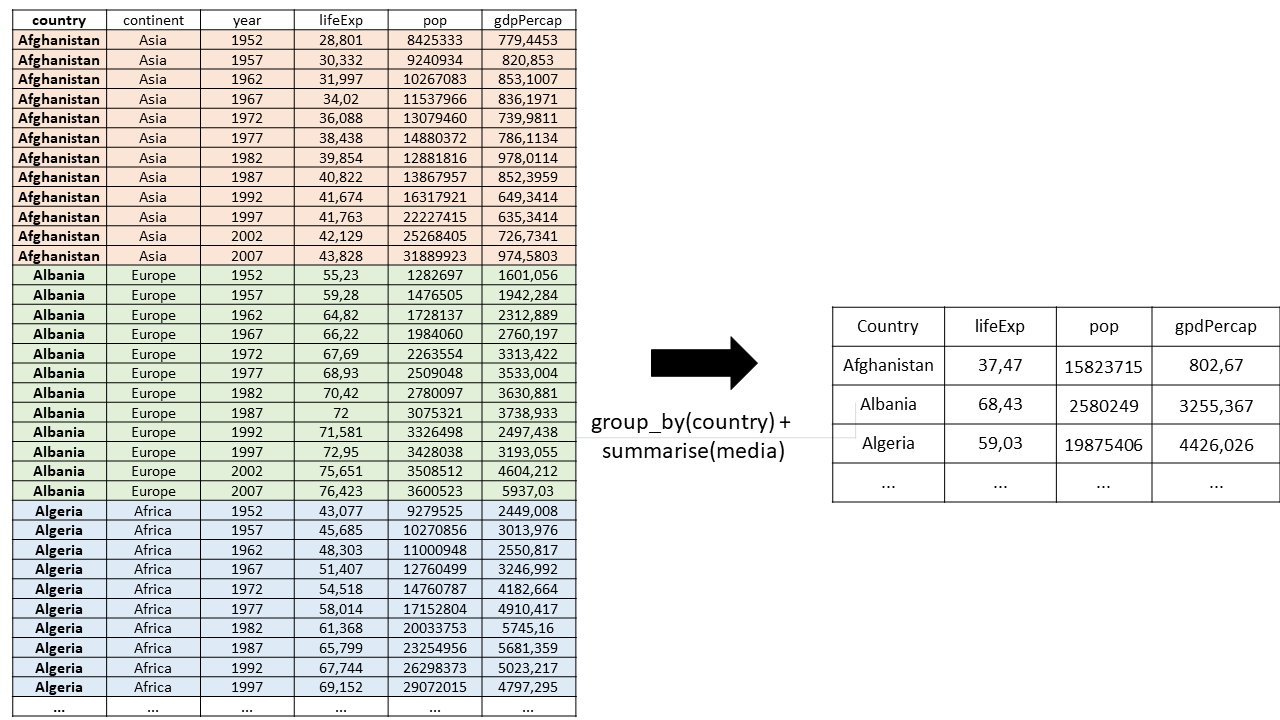 country continent year lifeExp pop gdpPercap
Afghanistan Asia 1952 28,801 8425333 779,4453
Afghanistan Asia 1957 30,332 9240934 820,853
Afghanistan Asia 1962 31,997 10267083 853,1007
Afghanistan Asia 1967 34,02 11537966 836,1971
Afghanistan Asia 1972 36,088 13079460 739,9811
Afghanistan Asia 1977 38,438 14880372 786,1134
Afghanistan Asia 1982 39,854 12881816 978,0114
Afghanistan Asia 1987 40,822 13867957 852,3959
Afghanistan Asia 1992 41,674 16317921 649,3414
Afghanistan Asia 1997 41,763 22227415 635,3414
Afghanistan Asia 2002 42,129 25268405 726,7341
Afghanistan Asia 2007 43,828 31889923 974,5803
Albania Europe 1952 55,23 1282697 1601,056
Albania Europe 1957 59,28 1476505 1942,284
Albania Europe 1962 64,82 1728137 2312,889
Albania Europe 1967 66,22 1984060 2760,197
Albania Europe 1972 67,69 2263554 3313,422
Albania Europe 1977 68,93 2509048 3533,004
Albania Europe 1982 70,42 2780097 3630,881
Albania Europe 1987 72 3075321 3738,933
Albania Europe 1992 71,581 3326498 2497,438
Albania Europe 1997 72,95 3428038 3193,055
Albania Europe 2002 75,651 3508512 4604,212
Albania Europe 2007 76,423 3600523 5937,03
Algeria Africa 1952 43,077 9279525 2449,008
Algeria Africa 1957 45,685 10270856 3013,976
Algeria Africa 1962 48,303 11000948 2550,817
Algeria Africa 1967 51,407 12760499 3246,992
Algeria Africa 1972 54,518 14760787 4182,664
Algeria Africa 1977 58,014 17152804 4910,417
Algeria Africa 1982 61,368 20033753 5745,16
Algeria Africa 1987 65,799 23254956 5681,359
Algeria Africa 1992 67,744 26298373 5023,217
Algeria Africa 1997 69,152 29072015 4797,295
... ... ... ... ... ...
group_by(country) +
summarise(media)
Country lifeExp pop gpdPercap
Afghanistan 37,47 15823715 802,67
Albania 68,43 2580249 3255,367
Algeria 59,03 19875406 4426,026
... ... ... ...